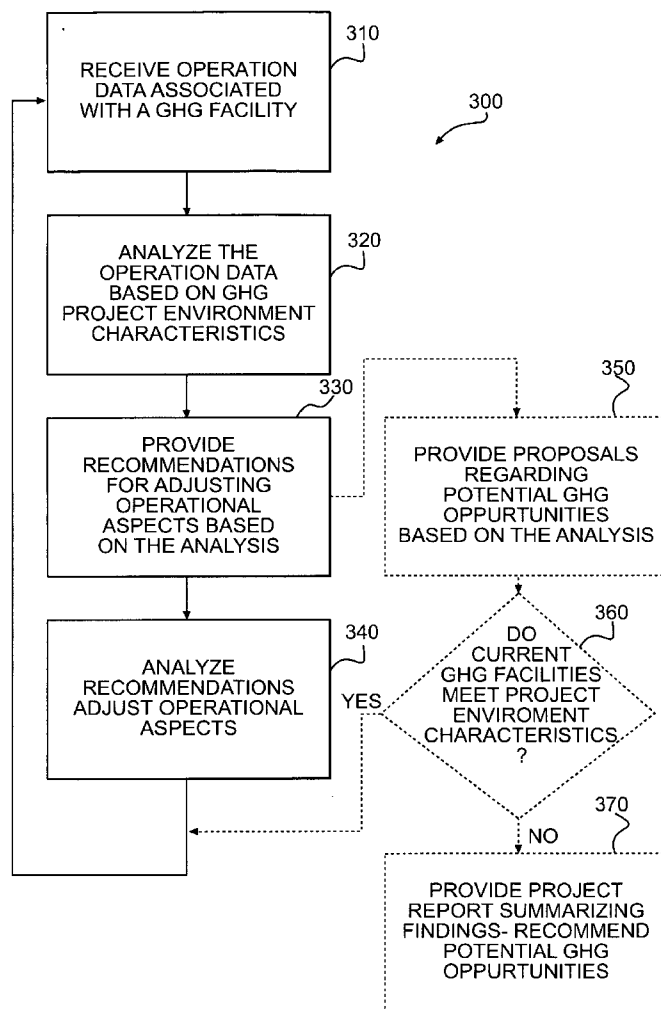 310
RECEIVE OPERATION
DATA ASSOCIATED
WITH A GHG FACILITY
300
320
ANALYZE THE
OPERATION DATA
BASED ON GHG
PROJECT ENVIRONMENT
CHARACTERISTICS
330
PROVIDE
RECOMMENDATIONS
FOR ADJUSTING
OPERATIONAL
ASPECTS BASED
ON THE ANALYSIS
350
PROVIDE PROPOSALS
REGARDING
POTENTIAL GHG
OPPURTUNITIES
BASED ON THE ANALYSIS
340
ANALYZE
RECOMMENDATIONS
ADJUST OPERATIONAL
ASPECTS
360
DO
CURRENT
GHG FACILITIES
MEET PROJECT
ENVIROMENT
CHARACTERISTICS
?
YES
NO
370
PROVIDE PROJECT
REPORT SUMMARIZING
FINDINGS- RECOMMEND
POTENTIAL GHG
OPPURTUNITIES